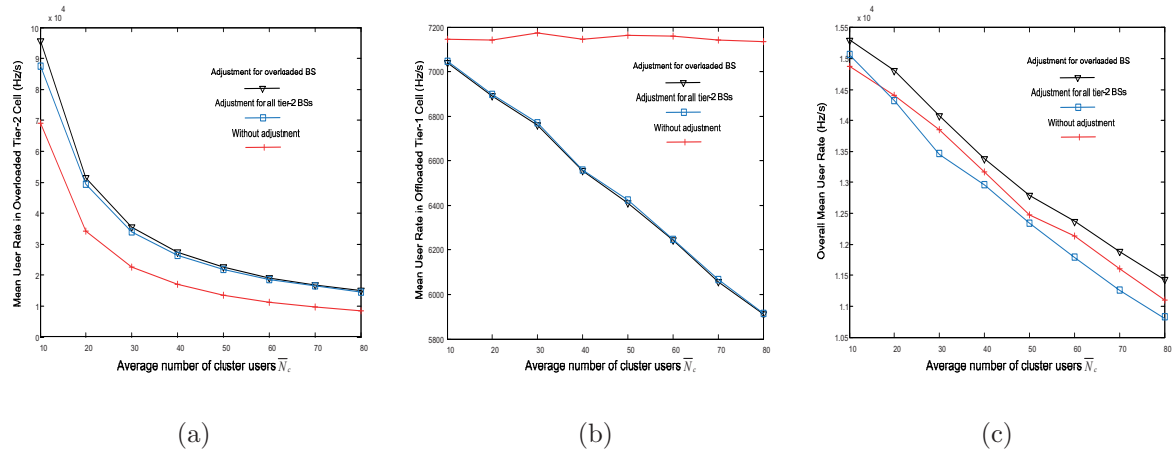 x 10 4
10
9
8
7
6
5
4
3
2
1
0
Mean User Rate in Overloaded Tier-2 Cell (Hz/s)
Adjustment for overloaded BS
Adjustment for all tier-2 BSs
Without adjustment
10 20 30 40 50 60 70 80
Average number of cluster users N̅c
(a)
7200
7000
6800
6600
6400
6200
6000
5800
Mean User Rate in Offloaded Tier-1 Cell (Hz/s)
Adjustment for overloaded BS
Adjustment for all tier-2 BSs
Without adjustment
10 20 30 40 50 60 70 80
Average number of cluster users N̅c
(b)
x 10 4
1.55
1.5
1.45
1.4
1.35
1.3
1.25
1.2
1.15
1.1
1.05
Overall Mean User Rate (Hz/s)
Adjustment for overloaded BS
Adjustment for all tier-2 BSs
Without adjustment
10 20 30 40 50 60 70 80
Average number of cluster users N̅c
(c)